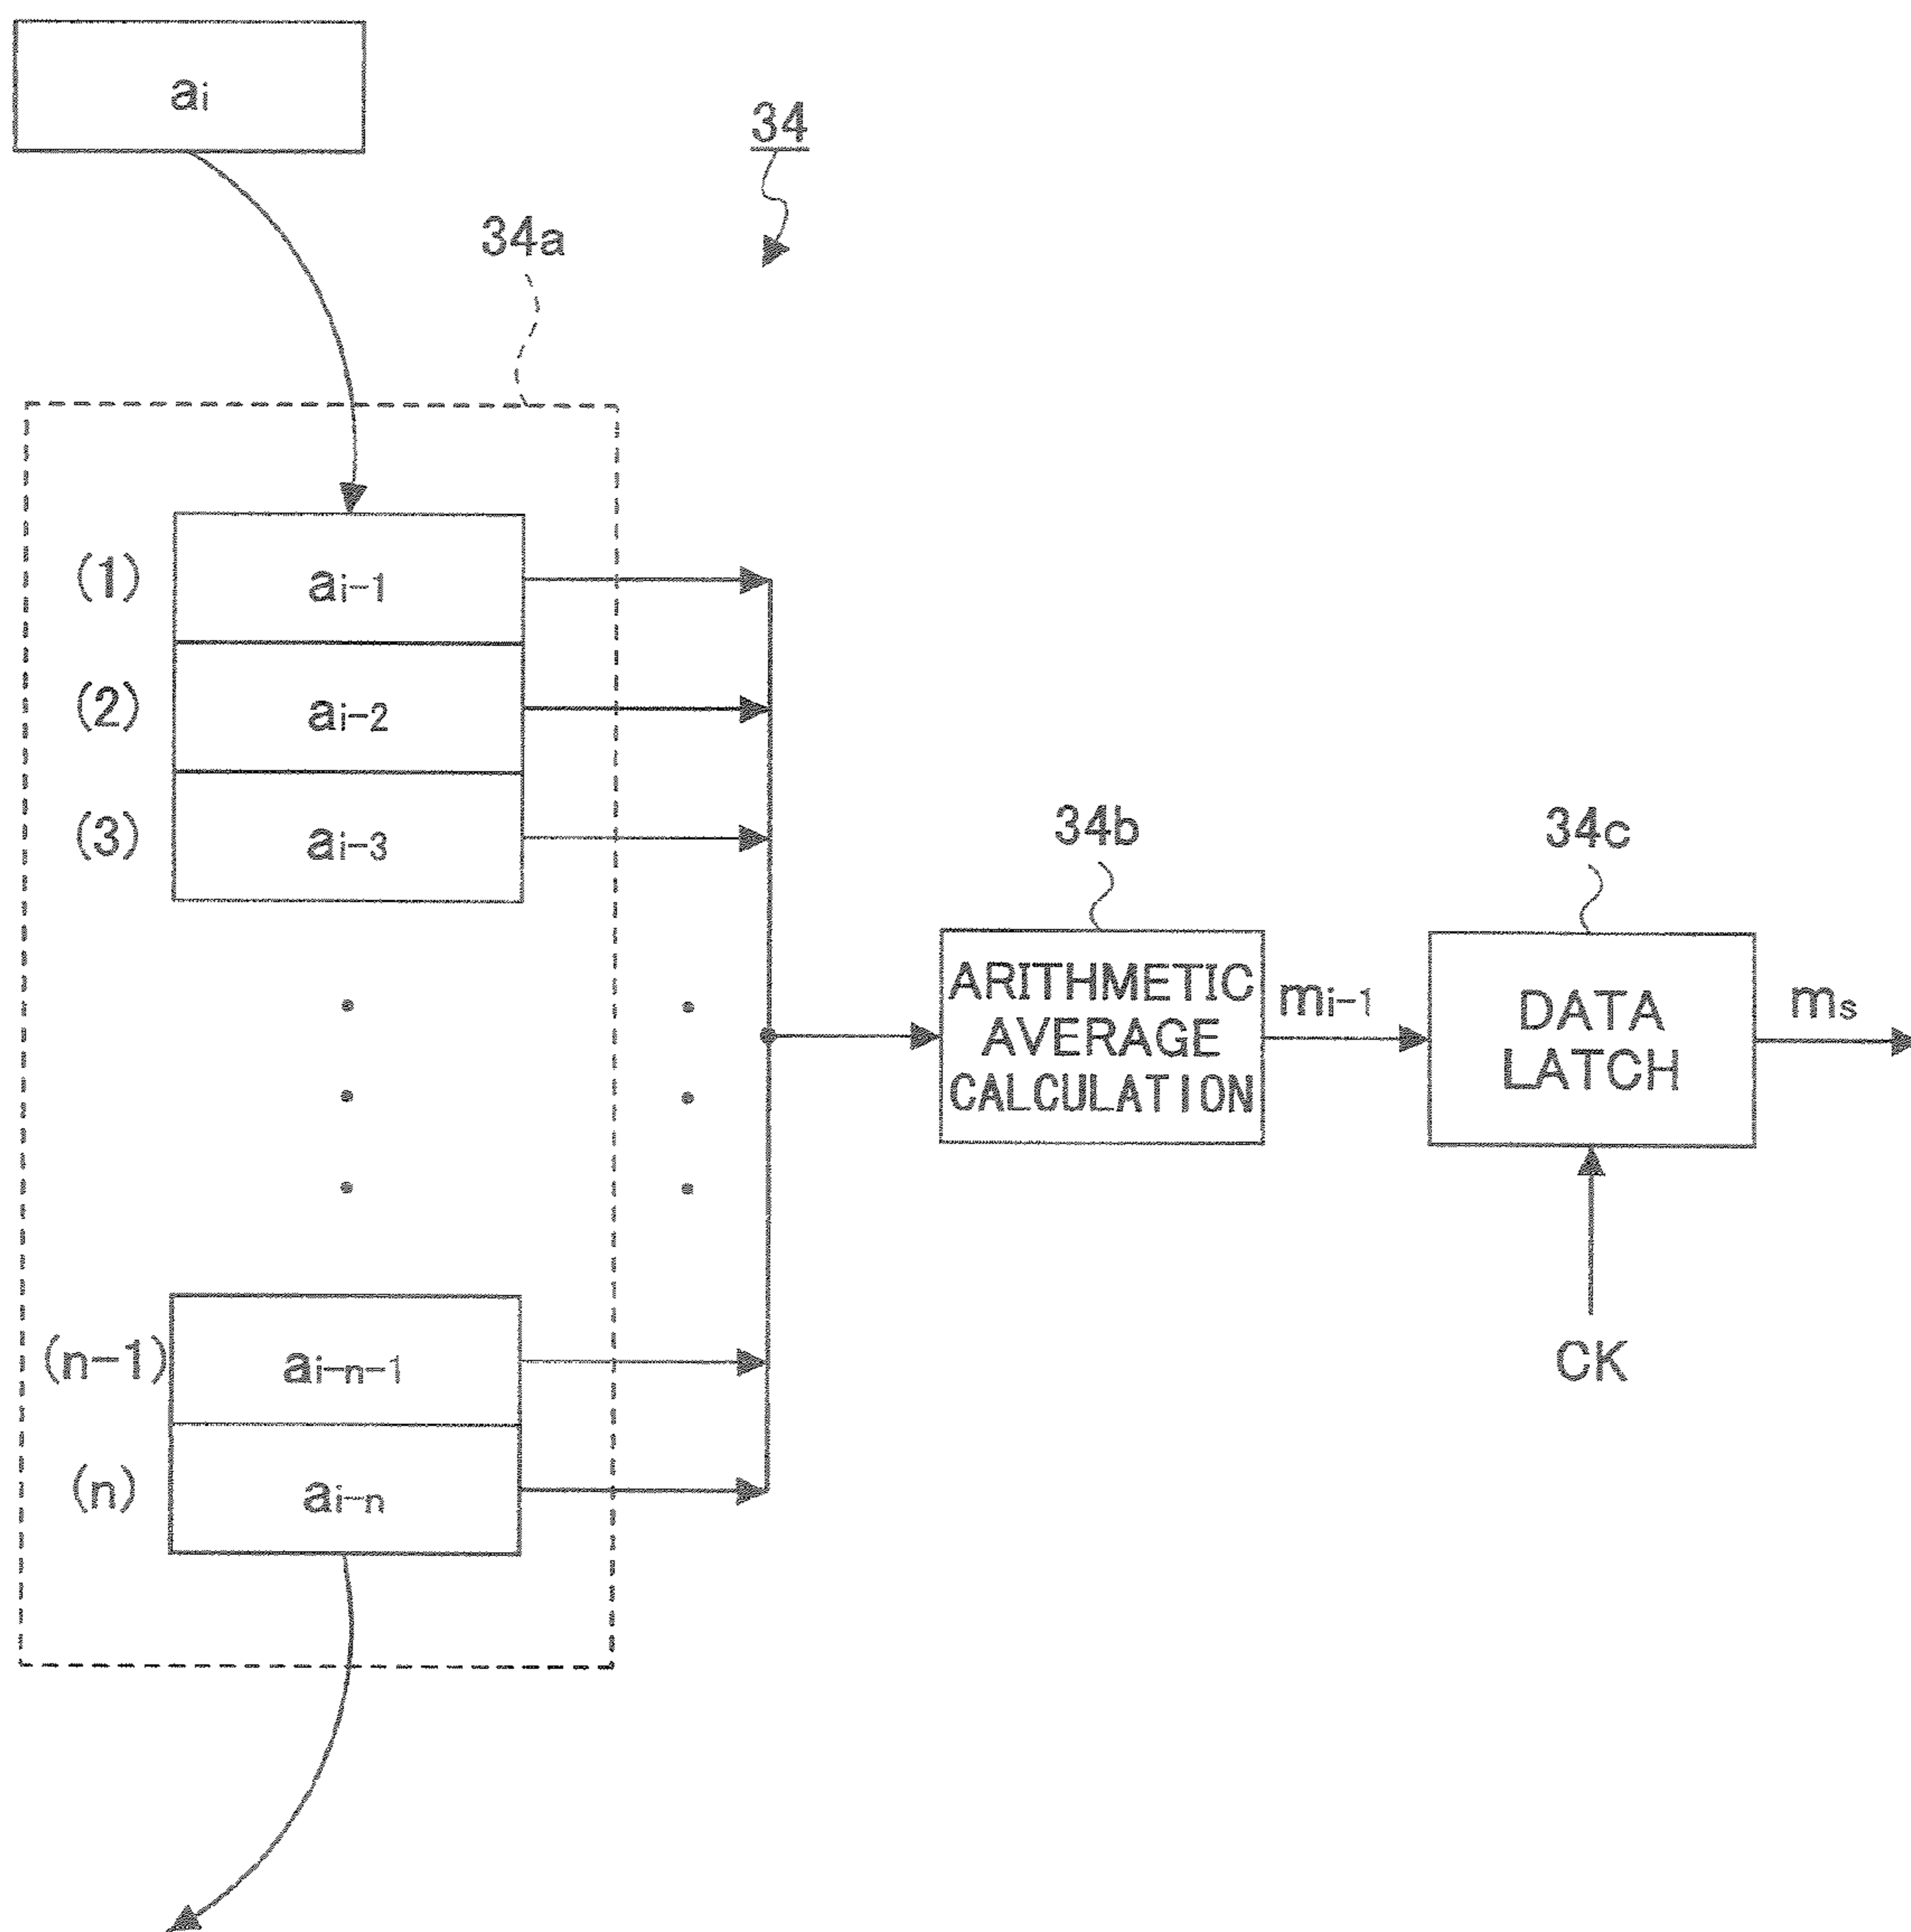 ai
34
34a
(1) ai-1
(2) ai-2
(3) ai-3
34b
34c
ARITHMETIC
AVERAGE
CALCULATION
mi-1
DATA
LATCH
ms
CK
(n-1) ai-n-1
(n) ai-n